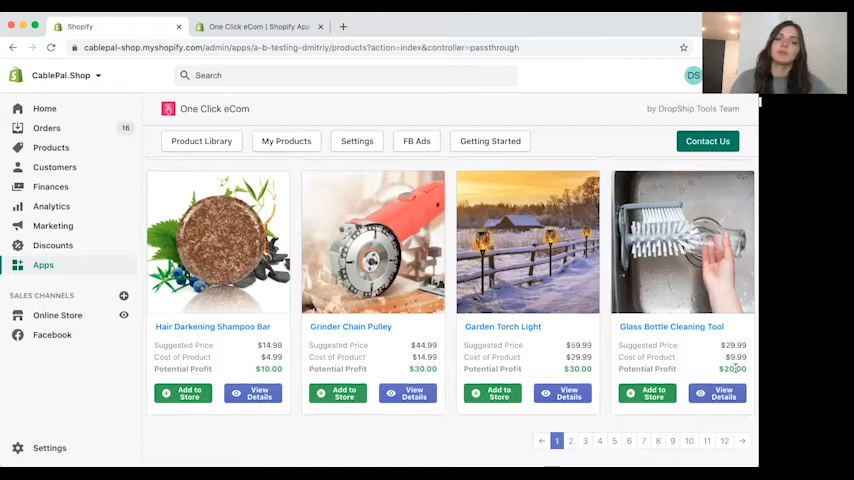 Shopify
One Click eCom | Shopify App
cablepal-shop.myshopify.com/admin/apps/a-b-testing-dmitriy/products?action=index&controller=passthrough
CablePal.Shop
Search
DS
Home
Orders 16
Products
Customers
Finances
Analytics
Marketing
Discounts
Apps
SALES CHANNELS
Online Store
Facebook
Settings
One Click eCom
by DropShip Tools Team
Product Library My Products Settings FB Ads Getting Started
Contact Us
Hair Darkening Shampoo Bar
Suggested Price $14.99
Cost of Product $4.99
Potential Profit $10.00
Add to Store
View Details
Grinder Chain Pulley
Suggested Price $44.99
Cost of Product $14.99
Potential Profit $30.00
Add to Store
View Details
Garden Torch Light
Suggested Price $59.99
Cost of Product $29.99
Potential Profit $30.00
Add to Store
View Details
Glass Bottle Cleaning Tool
Suggested Price $29.99
Cost of Product $9.99
Potential Profit $20.00
Add to Store
View Details
← 1 2 3 4 5 6 7 8 9 10 11 12 →